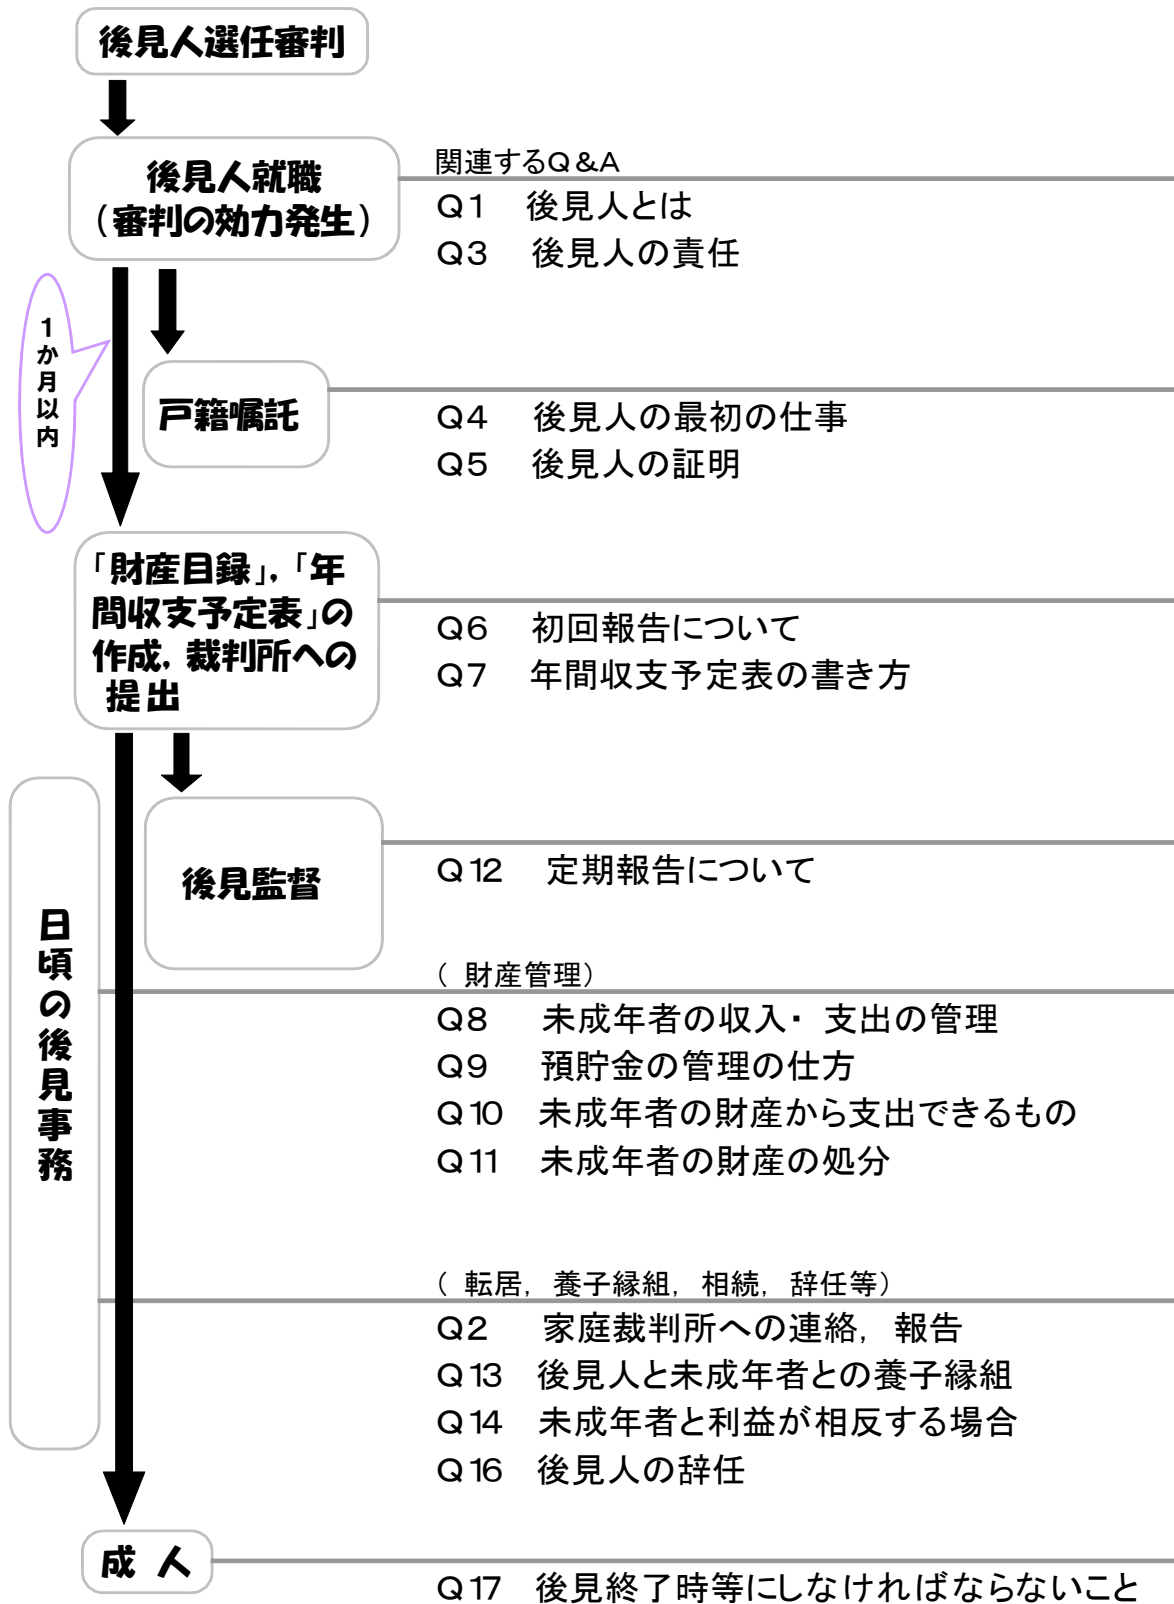 後見人選任審判
後見人就職
（審判の効力発生）
関連するQ&A
Q1 後見人とは
Q3 後見人の責任
1か月以内
戸籍嘱託
Q4 後見人の最初の仕事
Q5 後見人の証明
「財産目録」，「年
間収支予定表」の
作成，裁判所への
提出
Q6 初回報告について
Q7 年間収支予定表の書き方
後見監督
Q12 定期報告について
日頃の後見事務
（ 財産管理）
Q8 未成年者の収入・ 支出の管理
Q9 預貯金の管理の仕方
Q10 未成年者の財産から支出できるもの
Q11 未成年者の財産の処分
（ 転居， 養子縁組， 相続， 辞任等）
Q2 家庭裁判所への連絡， 報告
Q13 後見人と未成年者との養子縁組
Q14 未成年者と利益が相反する場合
Q16 後見人の辞任
成 人
Q17 後見終了時等にしなければならないこと